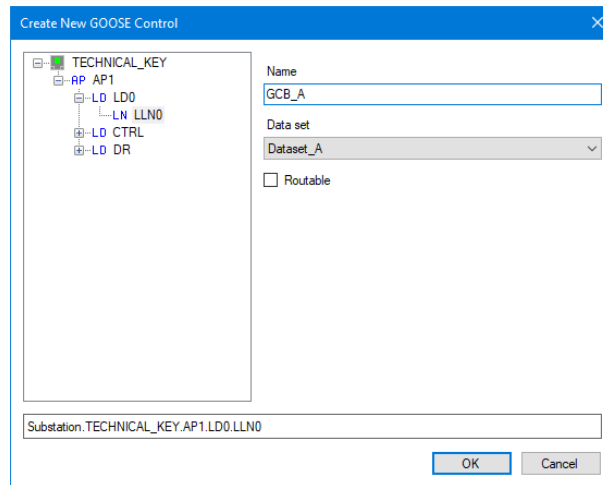 Create New GOOSE Control
TECHNICAL_KEY
AP AP1
LD LD0
LN LLN0
LD CTRL
LD DR
Name
GCB_A
Data set
Dataset_A
Routable
Substation.TECHNICAL_KEY.AP1.LD0.LLN0
OK
Cancel